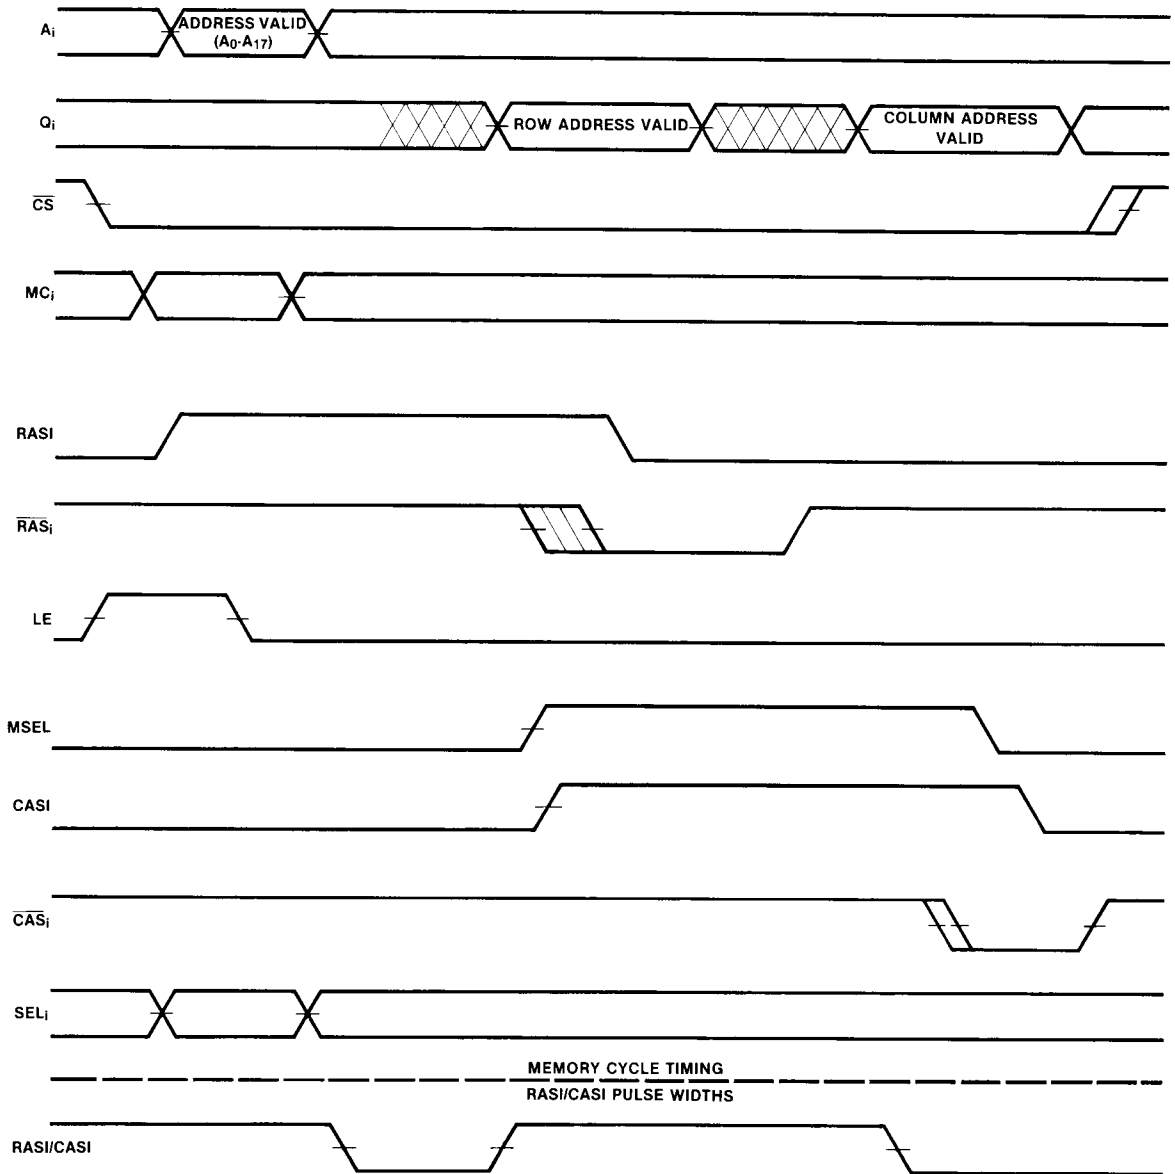 Ai
ADDRESS VALID
(A0-A17)
Qi
ROW ADDRESS VALID
COLUMN ADDRESS
VALID
CS
MCi
RASI
RASi
LE
MSEL
CASI
CASi
SELi
MEMORY CYCLE TIMING
RASI/CASI PULSE WIDTHS
RASI/CASI